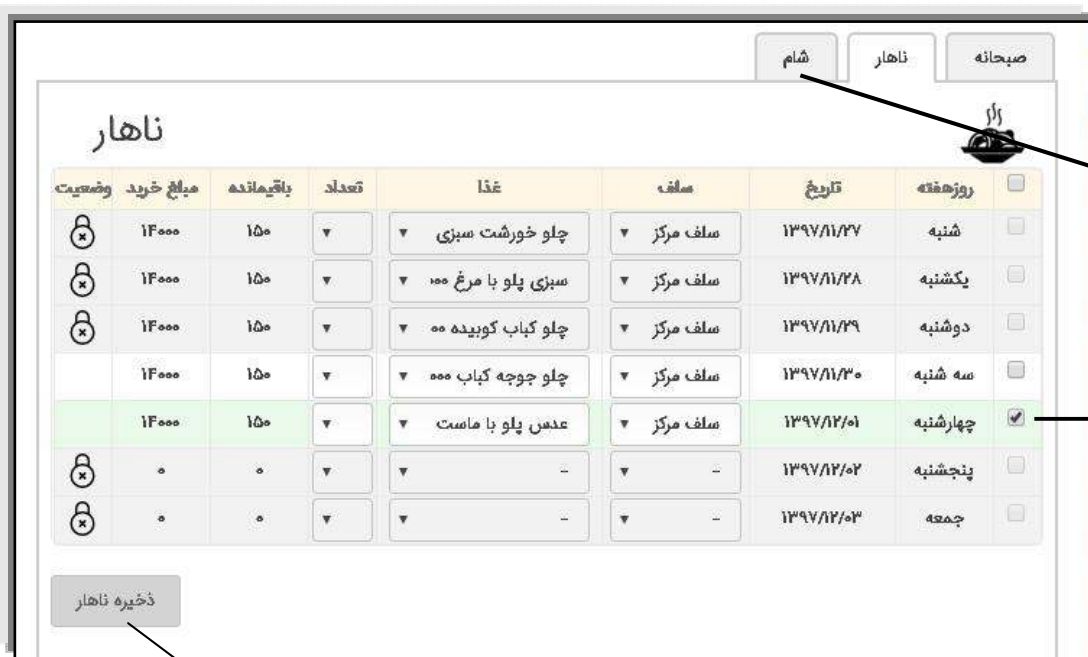 صبحانه ناهار شام
ناهار
روزهفته تاریخ سلف غذا تعداد باقیمانده مبلغ خرید وضعیت
شنبه ۱۳۹۷/۱۱/۲۷ سلف مرکز چلو خورشت سبزی ۱۵۰ ۱۴۰۰۰
یکشنبه ۱۳۹۷/۱۱/۲۸ سلف مرکز سبزی پلو با مرغ ۰۰۰ ۱۵۰ ۱۴۰۰۰
دوشنبه ۱۳۹۷/۱۱/۲۹ سلف مرکز چلو کباب کوبیده ۰۰ ۱۵۰ ۱۴۰۰۰
سه شنبه ۱۳۹۷/۱۱/۳۰ سلف مرکز چلو جوجه کباب ۰۰۰ ۱۵۰ ۱۴۰۰۰
چهارشنبه ۱۳۹۷/۱۲/۰۱ سلف مرکز عدس پلو با ماست ۱۵۰ ۱۴۰۰۰
پنجشنبه ۱۳۹۷/۱۲/۰۲ - - ۰ ۰
جمعه ۱۳۹۷/۱۲/۰۳ - - ۰ ۰
ذخیره ناهار